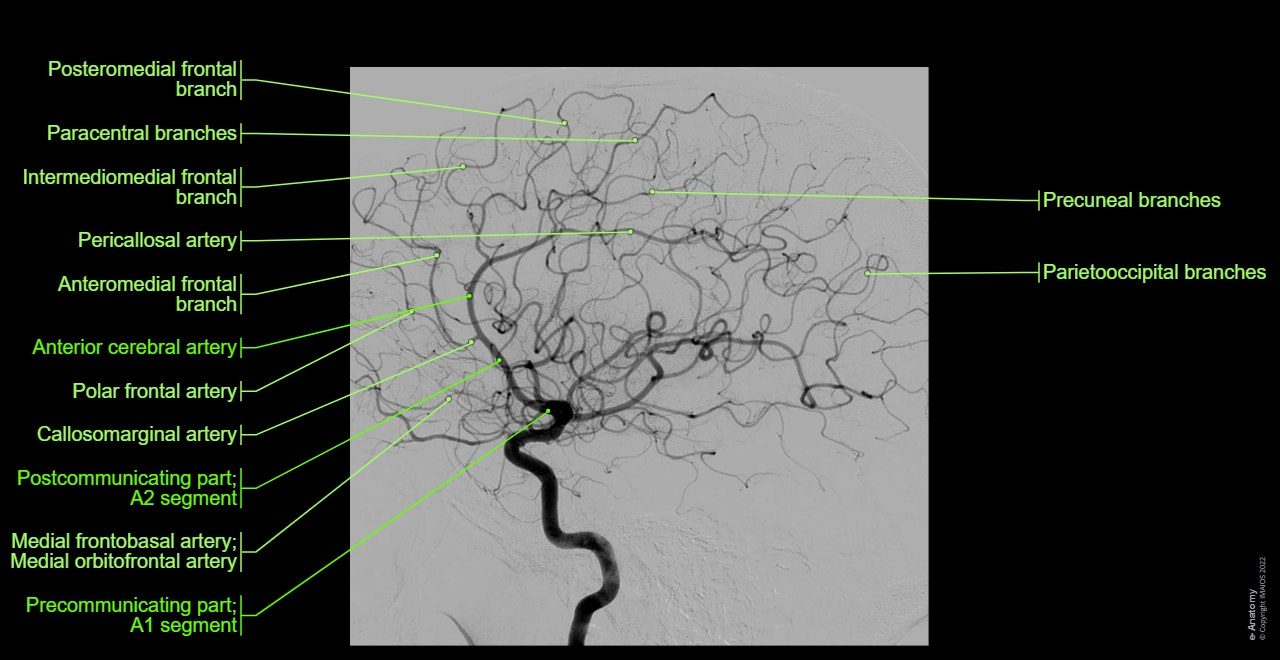 Posteromedial frontal
branch
Paracentral branches
Intermediomedial frontal
branch
Pericallosal artery
Anteromedial frontal
branch
Anterior cerebral artery
Polar frontal artery
Callosomarginal artery
Postcommunicating part;
A2 segment
Medial frontobasal artery;
Medial orbitofrontal artery
Precommunicating part;
A1 segment
Precuneal branches
Parietooccipital branches
e-Anatomy
© Copyright IMAIOS 2022